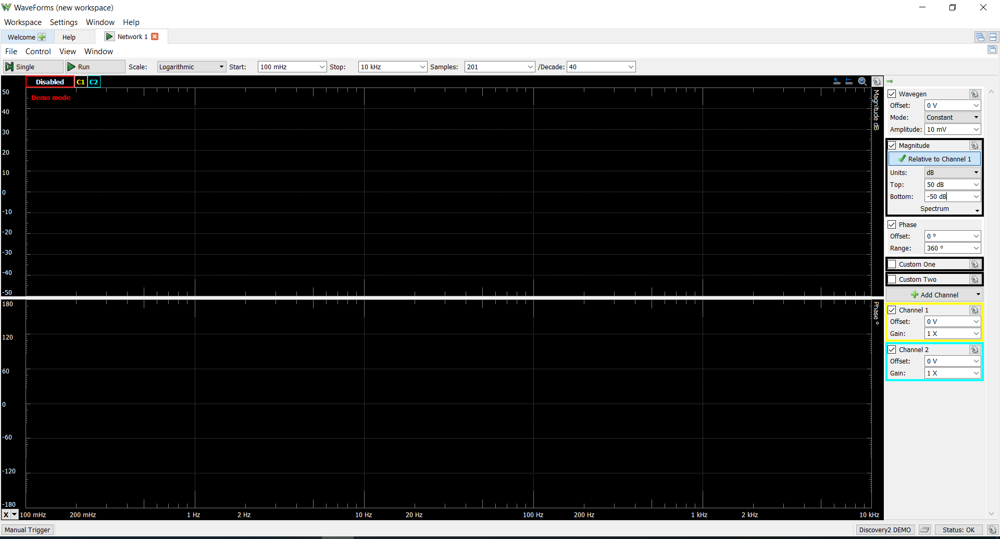 WaveForms (new workspace)
Workspace Settings Window Help
Welcome Help Network 1
File Control View Window
Single Run Scale: Logarithmic Start: 100 mHz Stop: 10 kHz Samples: 201 /Decade: 40
Disabled C1 C2
Demo mode
50
40
30
20
10
0
-10
-20
-30
-40
-50
Magnitude dB
180
120
60
0
-60
-120
-180
Phase º
X 100 mHz 200 mHz 1 Hz 2 Hz 10 Hz 20 Hz 100 Hz 200 Hz 1 kHz 2 kHz 10 kHz
Wavegen
Offset: 0 V
Mode: Constant
Amplitude: 10 mV
Magnitude
Relative to Channel 1
Units: dB
Top: 50 dB
Bottom: -50 dB
Spectrum
Phase
Offset: 0 º
Range: 360 º
Custom One
Custom Two
Add Channel
Channel 1
Offset: 0 V
Gain: 1 X
Channel 2
Offset: 0 V
Gain: 1 X
Manual Trigger Discovery2 DEMO Status: OK